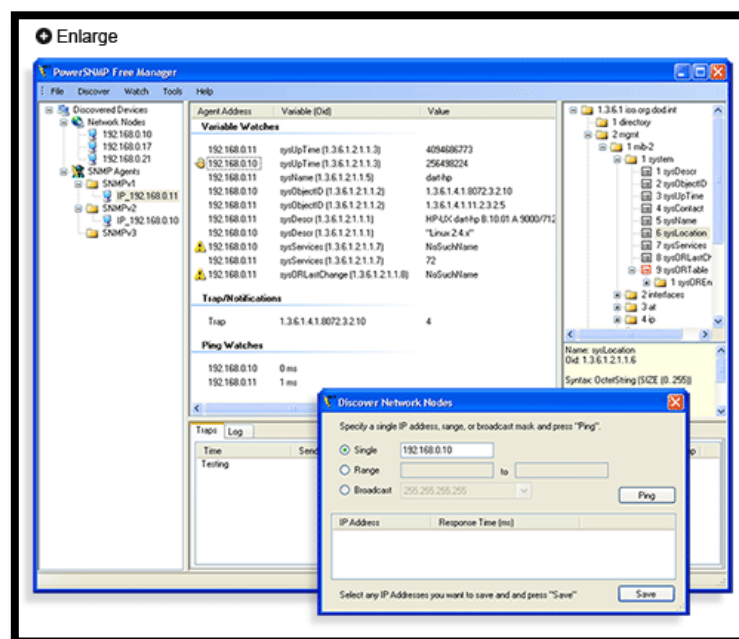 Enlarge
PowerSNMP Free Manager
File Discover Watch Tools Help
Discovered Devices
Network Nodes
192.168.0.10
192.168.0.17
192.168.0.21
SNMP Agents
SNMPv1
IP_192.168.0.11
SNMPv2
IP_192.168.0.10
SNMPv3
Agent Address Variable (Oid) Value
Variable Watches
192.168.0.11 sysUpTime (1.3.6.1.2.1.1.3) 4094686773
192.168.0.10 sysUpTime (1.3.6.1.2.1.1.3) 256498224
192.168.0.11 sysName (1.3.6.1.2.1.1.5) dart-hp
192.168.0.10 sysObjectID (1.3.6.1.2.1.1.2) 1.3.6.1.4.1.8072.3.2.10
192.168.0.11 sysObjectID (1.3.6.1.2.1.1.2) 1.3.6.1.4.1.11.2.3.2.5
192.168.0.11 sysDescr (1.3.6.1.2.1.1.1) HP-UX dart-hp B.10.01 A 9000/712
192.168.0.10 sysDescr (1.3.6.1.2.1.1.1) "Linux 2.4.x"
192.168.0.10 sysServices (1.3.6.1.2.1.1.7) NoSuchName
192.168.0.11 sysServices (1.3.6.1.2.1.1.7) 72
192.168.0.11 sysORLastChange (1.3.6.1.2.1.1.8) NoSuchName
Trap/Notifications
Trap 1.3.6.1.4.1.8072.3.2.10 4
Ping Watches
192.168.0.10 0 ms
192.168.0.11 1 ms
1.3.6.1 iso.org.dod.int
1 directory
2 mgmt
1 mib-2
1 system
1 sysDescr
2 sysObjectID
3 sysUpTime
4 sysContact
5 sysName
6 sysLocation
7 sysServices
8 sysORLastCh
9 sysORTable
1 sysOREn
2 interfaces
3 at
4 ip
Name: sysLocation
Oid: 1.3.6.1.2.1.1.6
Syntax: OctetString (SIZE (0..255))
Traps Log
Time Send
Testing
Discover Network Nodes
Specify a single IP address, range, or broadcast mask and press "Ping".
Single 192.168.0.10
Range to
Broadcast 255.255.255.255
Ping
IP Address Response Time (ms)
Select any IP Addresses you want to save and and press "Save"
Save